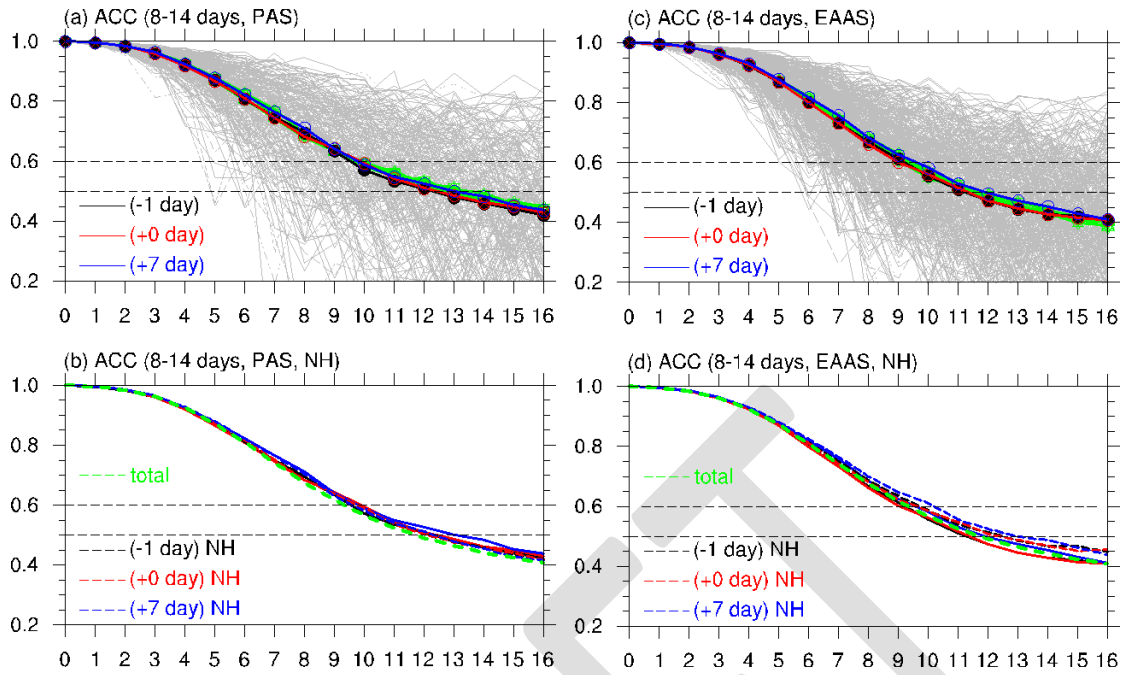 (a) ACC (8-14 days, PAS)
1.0
0.8
0.6
0.4
0.2
(-1 day)
(+0 day)
(+7 day)
0 1 2 3 4 5 6 7 8 9 10 11 12 13 14 15 16
(c) ACC (8-14 days, EAAS)
1.0
0.8
0.6
0.4
0.2
(-1 day)
(+0 day)
(+7 day)
0 1 2 3 4 5 6 7 8 9 10 11 12 13 14 15 16
(b) ACC (8-14 days, PAS, NH)
1.0
0.8
0.6
0.4
0.2
total
(-1 day) NH
(+0 day) NH
(+7 day) NH
0 1 2 3 4 5 6 7 8 9 10 11 12 13 14 15 16
(d) ACC (8-14 days, EAAS, NH)
1.0
0.8
0.6
0.4
0.2
total
(-1 day) NH
(+0 day) NH
(+7 day) NH
0 1 2 3 4 5 6 7 8 9 10 11 12 13 14 15 16